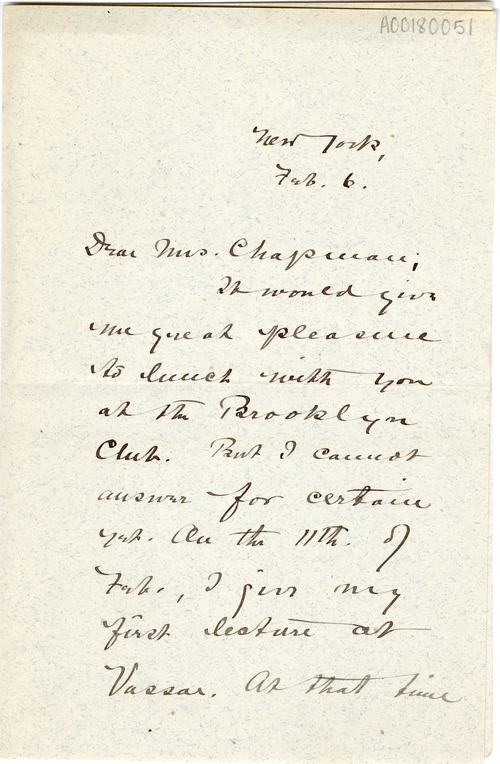 A00180051
New York,
Feb. 6.
Dear Mrs. Chapman;
It would give
me great pleasure
to lunch with you
at the Brooklyn
Club. But I cannot
answer for certain
yet. On the 11th. of
Feb., I give my
first lecture at
Vassar. At that time